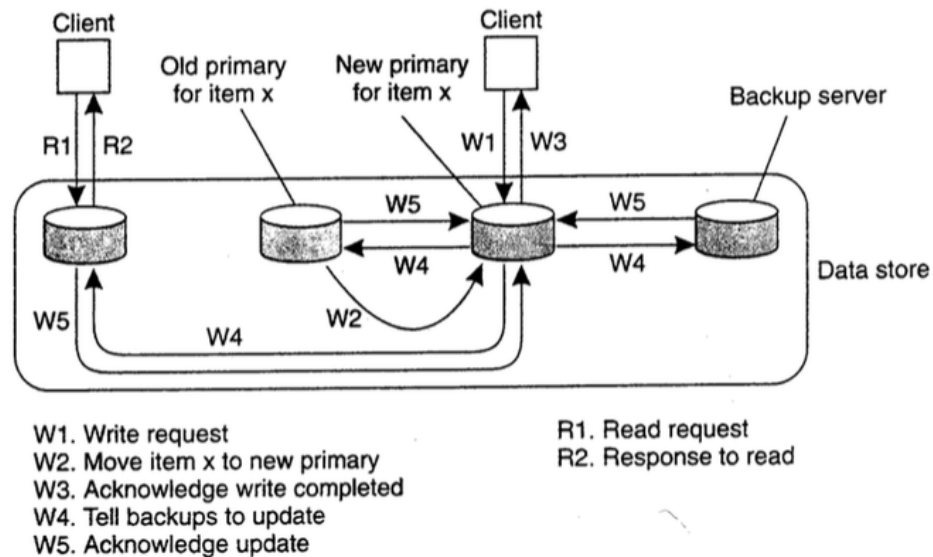 Client
Client
Old primary
for item x
New primary
for item x
Backup server
R1
R2
W1
W3
W5
W5
W4
W4
Data store
W5
W4
W2
W1. Write request
W2. Move item x to new primary
W3. Acknowledge write completed
W4. Tell backups to update
W5. Acknowledge update
R1. Read request
R2. Response to read